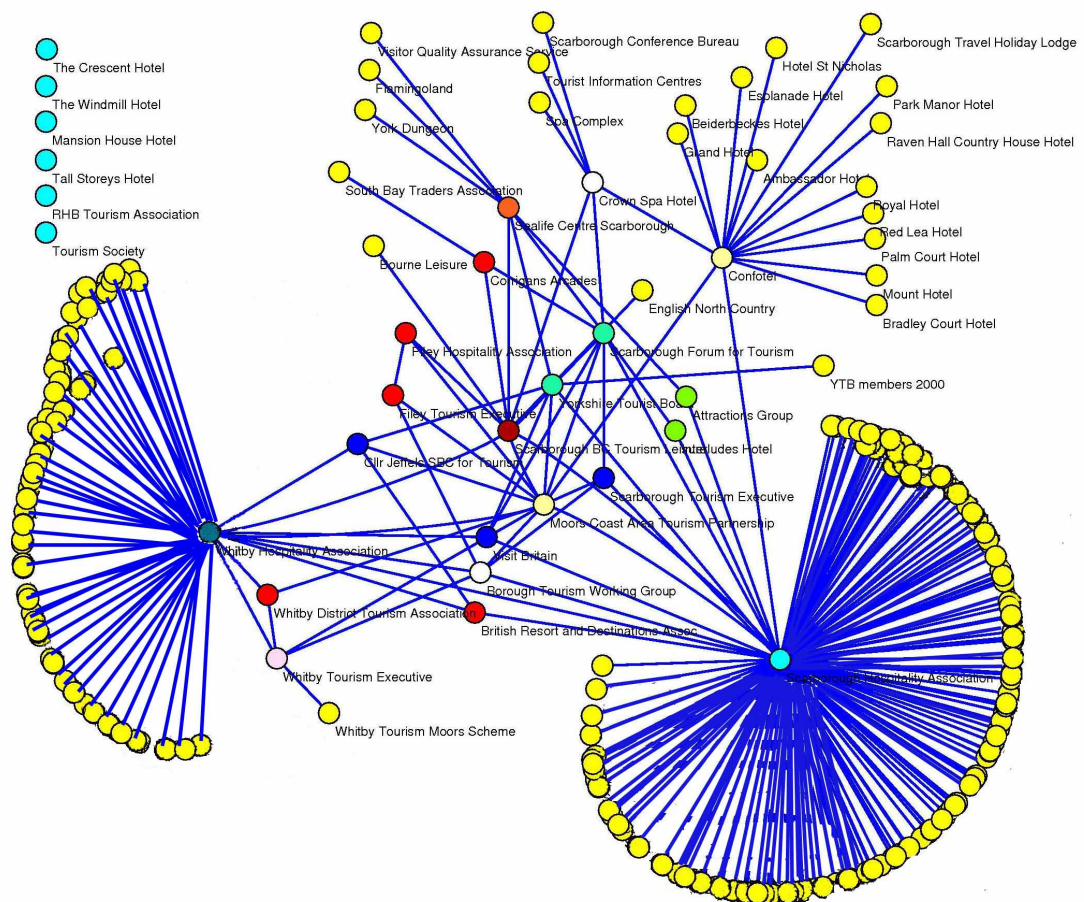 Visitor Quality Assurance Service
Scarborough Conference Bureau
Scarborough Travel Holiday Lodge
The Crescent Hotel
Flamingoland
Tourist Information Centres
Hotel St Nicholas
The Windmill Hotel
York Dungeon
Spa Complex
Esplanade Hotel
Park Manor Hotel
Mansion House Hotel
Beiderbeckes Hotel
Raven Hall Country House Hotel
Grand Hotel
Tall Storeys Hotel
South Bay Traders Association
Crown Spa Hotel
Ambassador Hotel
Royal Hotel
RHB Tourism Association
Sealife Centre Scarborough
Red Lea Hotel
Tourism Society
Bourne Leisure
Corrigans Arcades
Confotel
Palm Court Hotel
Mount Hotel
English North Country
Bradley Court Hotel
Filey Hospitality Association
Scarborough Forum for Tourism
YTB members 2000
Filey Tourism Executive
Yorkshire Tourist Board
Attractions Group
Cllr Jeffels SBC for Tourism
Scarborough BC Tourism Leisure
Interludes Hotel
Scarborough Tourism Executive
Moors Coast Area Tourism Partnership
Whitby Hospitality Association
Visit Britain
Borough Tourism Working Group
Whitby District Tourism Association
British Resort and Destinations Assec
Whitby Tourism Executive
Scarborough Hospitality Association
Whitby Tourism Moors Scheme